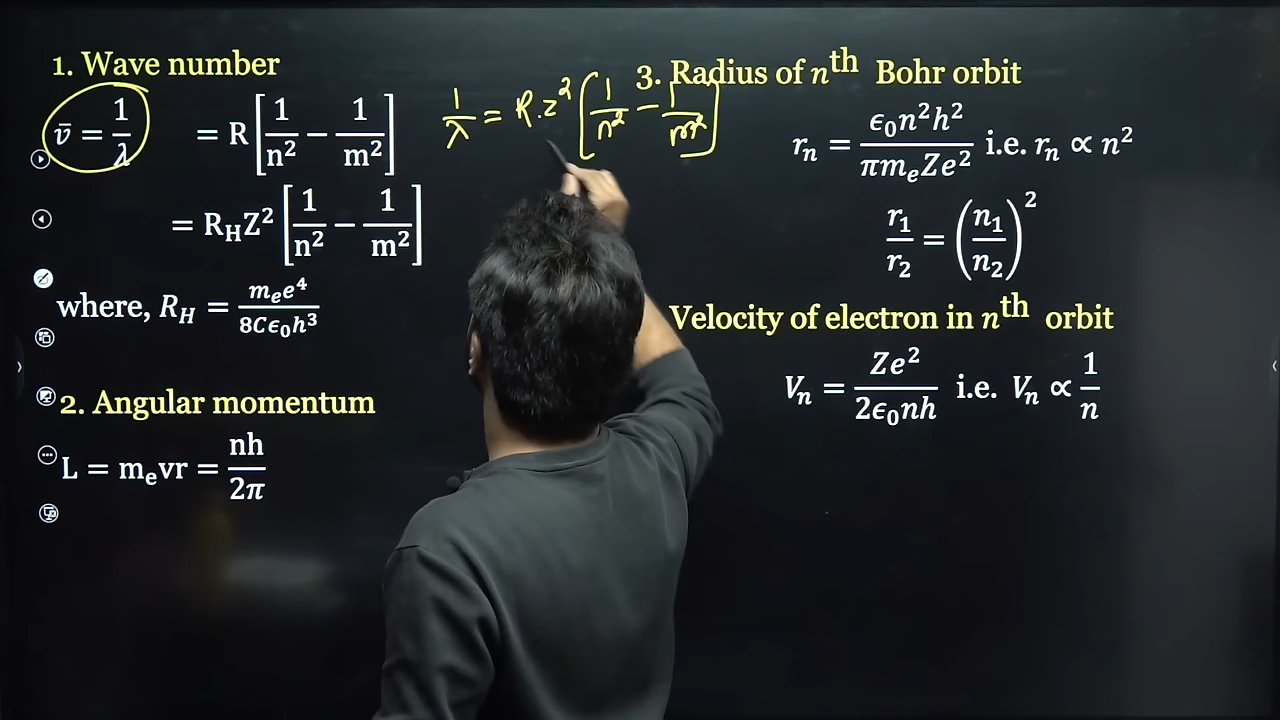 1. Wave number
v̄ = 1/λ = R[1/n² − 1/m²]
= R_H Z² [1/n² − 1/m²]
where, R_H = m_e e⁴ / 8Cϵ₀h³
2. Angular momentum
L = m_e vr = nh/2π
1/λ = R.z² [1/n² − 1/m²]
3. Radius of nᵗʰ Bohr orbit
r_n = ϵ₀n²h² / πm_e Ze² i.e. r_n ∝ n²
r₁/r₂ = (n₁/n₂)²
Velocity of electron in nᵗʰ orbit
V_n = Ze² / 2ϵ₀nh i.e. V_n ∝ 1/n